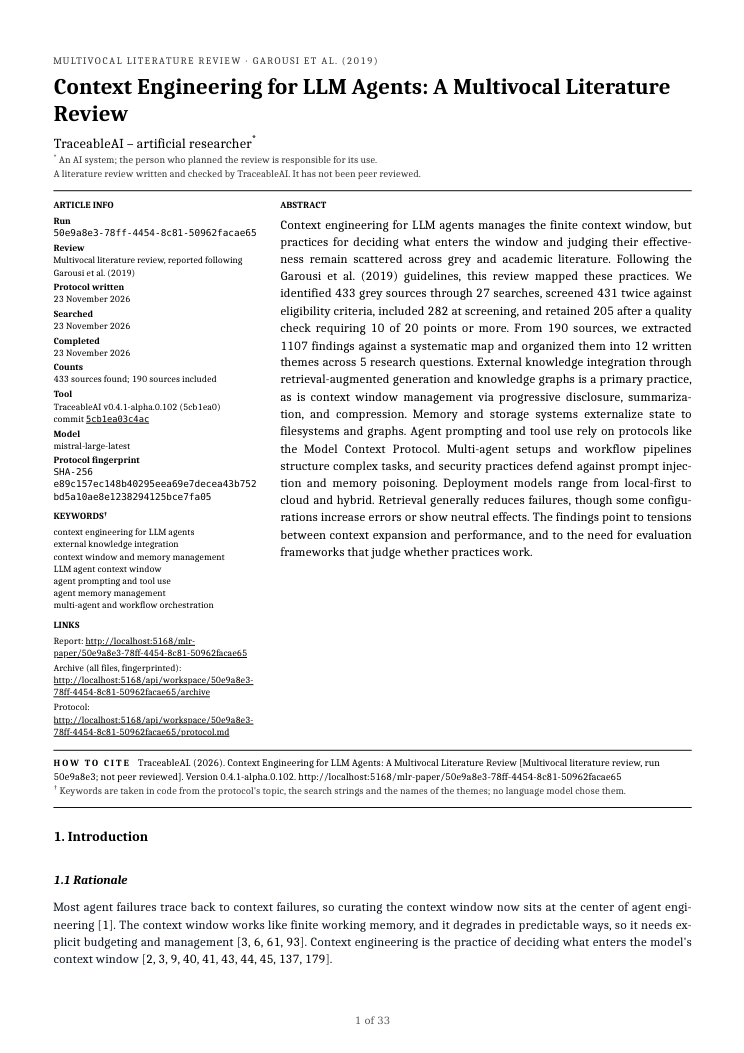 MULTIVOCAL LITERATURE REVIEW · GAROUSI ET AL. (2019)
Context Engineering for LLM Agents: A Multivocal Literature
Review
TraceableAI – artificial researcher*
* An AI system; the person who planned the review is responsible for its use.
A literature review written and checked by TraceableAI. It has not been peer reviewed.
ARTICLE INFO
Run
50e9a8e3-78ff-4454-8c81-50962facae65
Review
Multivocal literature review, reported following
Garousi et al. (2019)
Protocol written
23 November 2026
Searched
23 November 2026
Completed
23 November 2026
Counts
433 sources found; 190 sources included
Tool
TraceableAI v0.4.1-alpha.0.102 (5cb1ea0)
commit 5cb1ea03c4ac
Model
mistral-large-latest
Protocol fingerprint
SHA-256
e89c157ec148b40295eea69e7decea43b752
bd5a10ae8e1238294125bce7fa05
KEYWORDS†
context engineering for LLM agents
external knowledge integration
context window and memory management
LLM agent context window
agent prompting and tool use
agent memory management
multi-agent and workflow orchestration
LINKS
Report: http://localhost:5168/mlr-
paper/50e9a8e3-78ff-4454-8c81-50962facae65
Archive (all files, fingerprinted):
http://localhost:5168/api/workspace/50e9a8e3-
78ff-4454-8c81-50962facae65/archive
Protocol:
http://localhost:5168/api/workspace/50e9a8e3-
78ff-4454-8c81-50962facae65/protocol.md
ABSTRACT
Context engineering for LLM agents manages the finite context window, but
practices for deciding what enters the window and judging their effective-
ness remain scattered across grey and academic literature. Following the
Garousi et al. (2019) guidelines, this review mapped these practices. We
identified 433 grey sources through 27 searches, screened 431 twice against
eligibility criteria, included 282 at screening, and retained 205 after a quality
check requiring 10 of 20 points or more. From 190 sources, we extracted
1107 findings against a systematic map and organized them into 12 written
themes across 5 research questions. External knowledge integration through
retrieval-augmented generation and knowledge graphs is a primary practice,
as is context window management via progressive disclosure, summariza-
tion, and compression. Memory and storage systems externalize state to
filesystems and graphs. Agent prompting and tool use rely on protocols like
the Model Context Protocol. Multi-agent setups and workflow pipelines
structure complex tasks, and security practices defend against prompt injec-
tion and memory poisoning. Deployment models range from local-first to
cloud and hybrid. Retrieval generally reduces failures, though some configu-
rations increase errors or show neutral effects. The findings point to tensions
between context expansion and performance, and to the need for evaluation
frameworks that judge whether practices work.
HOW TO CITE TraceableAI. (2026). Context Engineering for LLM Agents: A Multivocal Literature Review [Multivocal literature review, run
50e9a8e3; not peer reviewed]. Version 0.4.1-alpha.0.102. http://localhost:5168/mlr-paper/50e9a8e3-78ff-4454-8c81-50962facae65
† Keywords are taken in code from the protocol's topic, the search strings and the names of the themes; no language model chose them.
1. Introduction
1.1 Rationale
Most agent failures trace back to context failures, so curating the context window now sits at the center of agent engi-
neering [1]. The context window works like finite working memory, and it degrades in predictable ways, so it needs ex-
plicit budgeting and management [3, 6, 61, 93]. Context engineering is the practice of deciding what enters the model's
context window [2, 3, 9, 40, 41, 43, 44, 45, 137, 179].
1 of 33